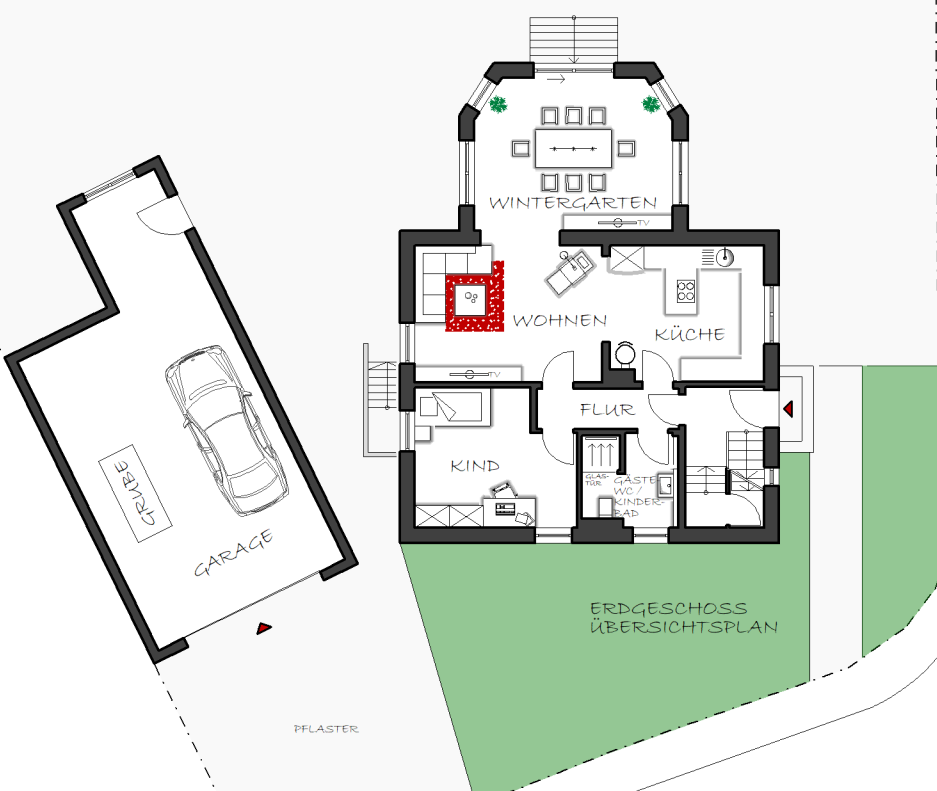 WINTERGARTEN
TV
WOHNEN
KÜCHE
TV
FLUR
KIND
GLAS-
TÜR
GÄSTE
WC /
KINDER-
BAD
GRUBE
GARAGE
ERDGESCHOSS
ÜBERSICHTSPLAN
PFLASTER